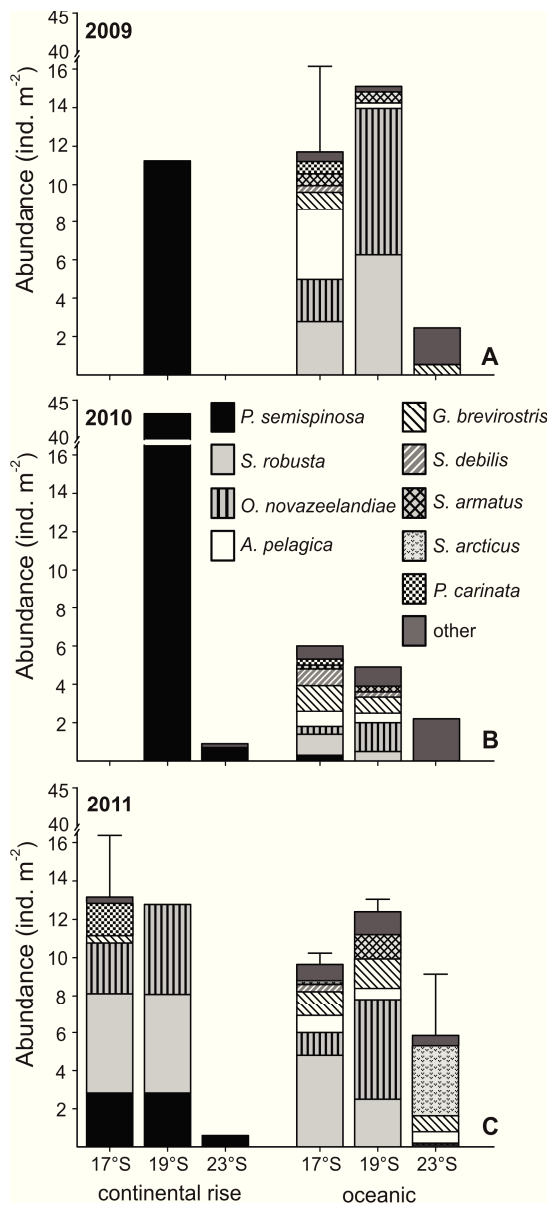 2009
Abundance (ind. m-2)
45
40
16
14
12
10
8
6
4
2
A
2010
Abundance (ind. m-2)
45
40
16
14
12
10
8
6
4
2
P. semispinosa
S. robusta
O. novazeelandiae
A. pelagica
G. brevirostris
S. debilis
S. armatus
S. arcticus
P. carinata
other
B
2011
Abundance (ind. m-2)
45
40
16
14
12
10
8
6
4
2
C
17°S 19°S 23°S 17°S 19°S 23°S
continental rise oceanic